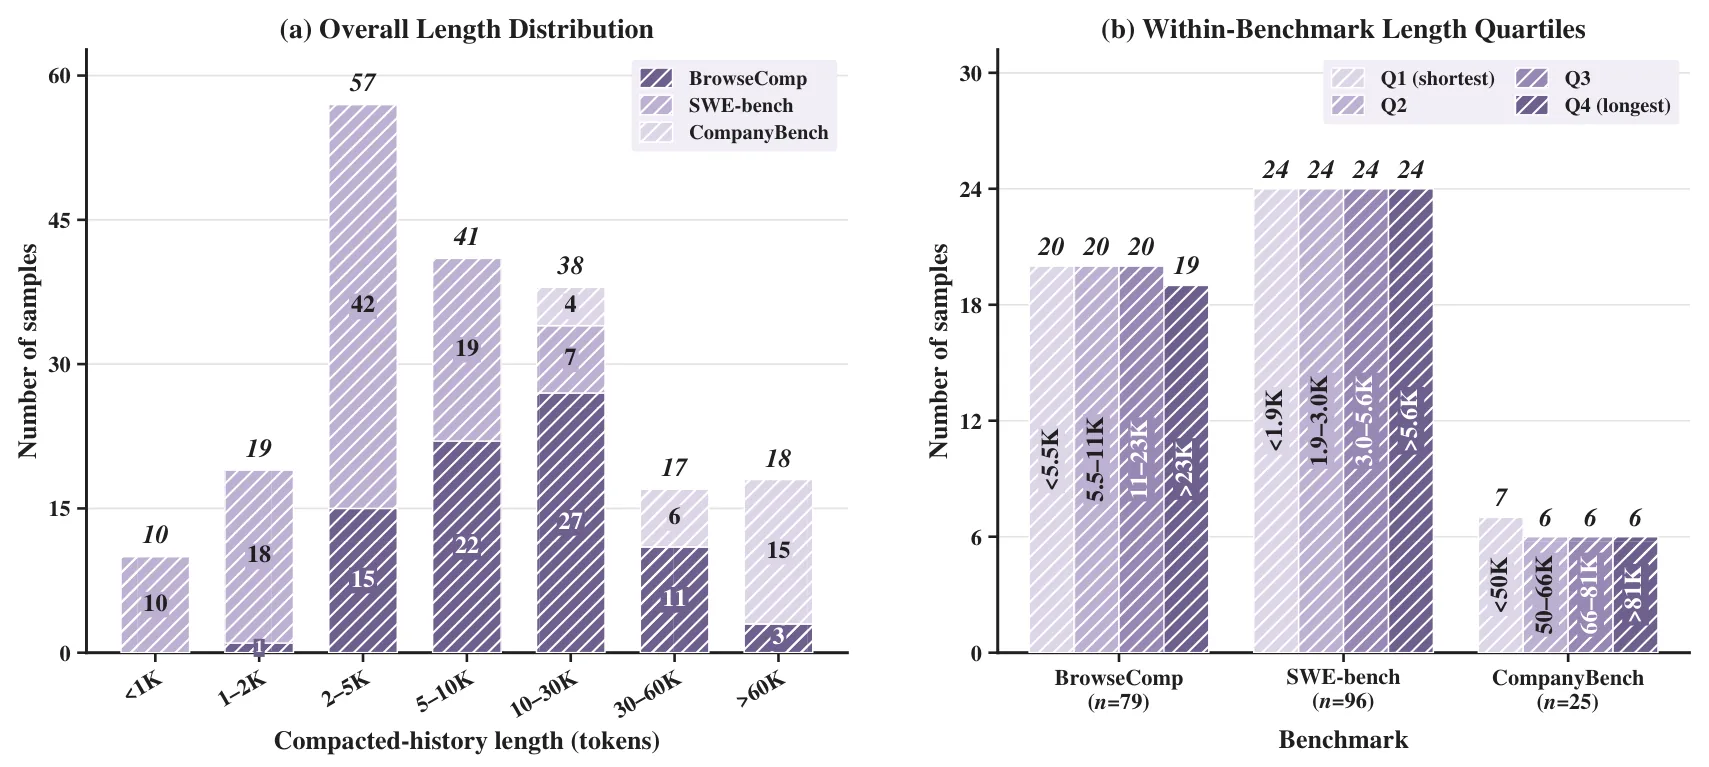 (a) Overall Length Distribution
BrowseComp
SWE-bench
CompanyBench
Number of samples
60
45
30
15
0
10
10
19
18
1
57
42
15
41
19
22
38
4
7
27
17
6
11
18
15
3
<1K
1–2K
2–5K
5–10K
10–30K
30–60K
>60K
Compacted-history length (tokens)
(b) Within-Benchmark Length Quartiles
Q1 (shortest)
Q2
Q3
Q4 (longest)
Number of samples
30
24
18
12
6
0
20
20
20
19
<5.5K
5.5–11K
11–23K
>23K
24
24
24
24
<1.9K
1.9–3.0K
3.0–5.6K
>5.6K
7
6
6
6
<50K
50–66K
66–81K
>81K
BrowseComp
(n=79)
SWE-bench
(n=96)
CompanyBench
(n=25)
Benchmark